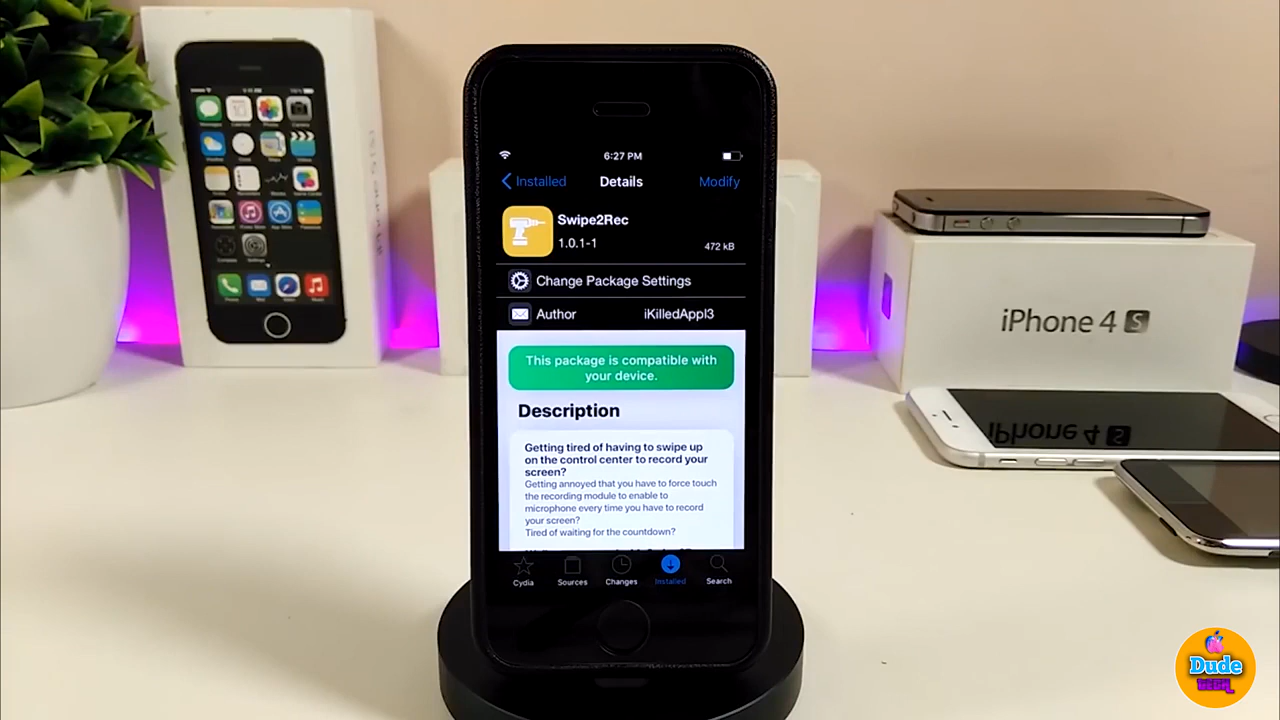 6:27 PM
Installed
Details
Modify
Swipe2Rec
1.0.1-1
472 kB
Change Package Settings
Author
iKilledAppl3
This package is compatible with
your device.
Description
Getting tired of having to swipe up
on the control center to record your
screen?
Getting annoyed that you have to force touch
the recording module to enable to
microphone every time you have to record
your screen?
Tired of waiting for the countdown?
Cydia
Sources
Changes
Installed
Search
iPhone 4 S
iPhone 4 S
Dude
TECH